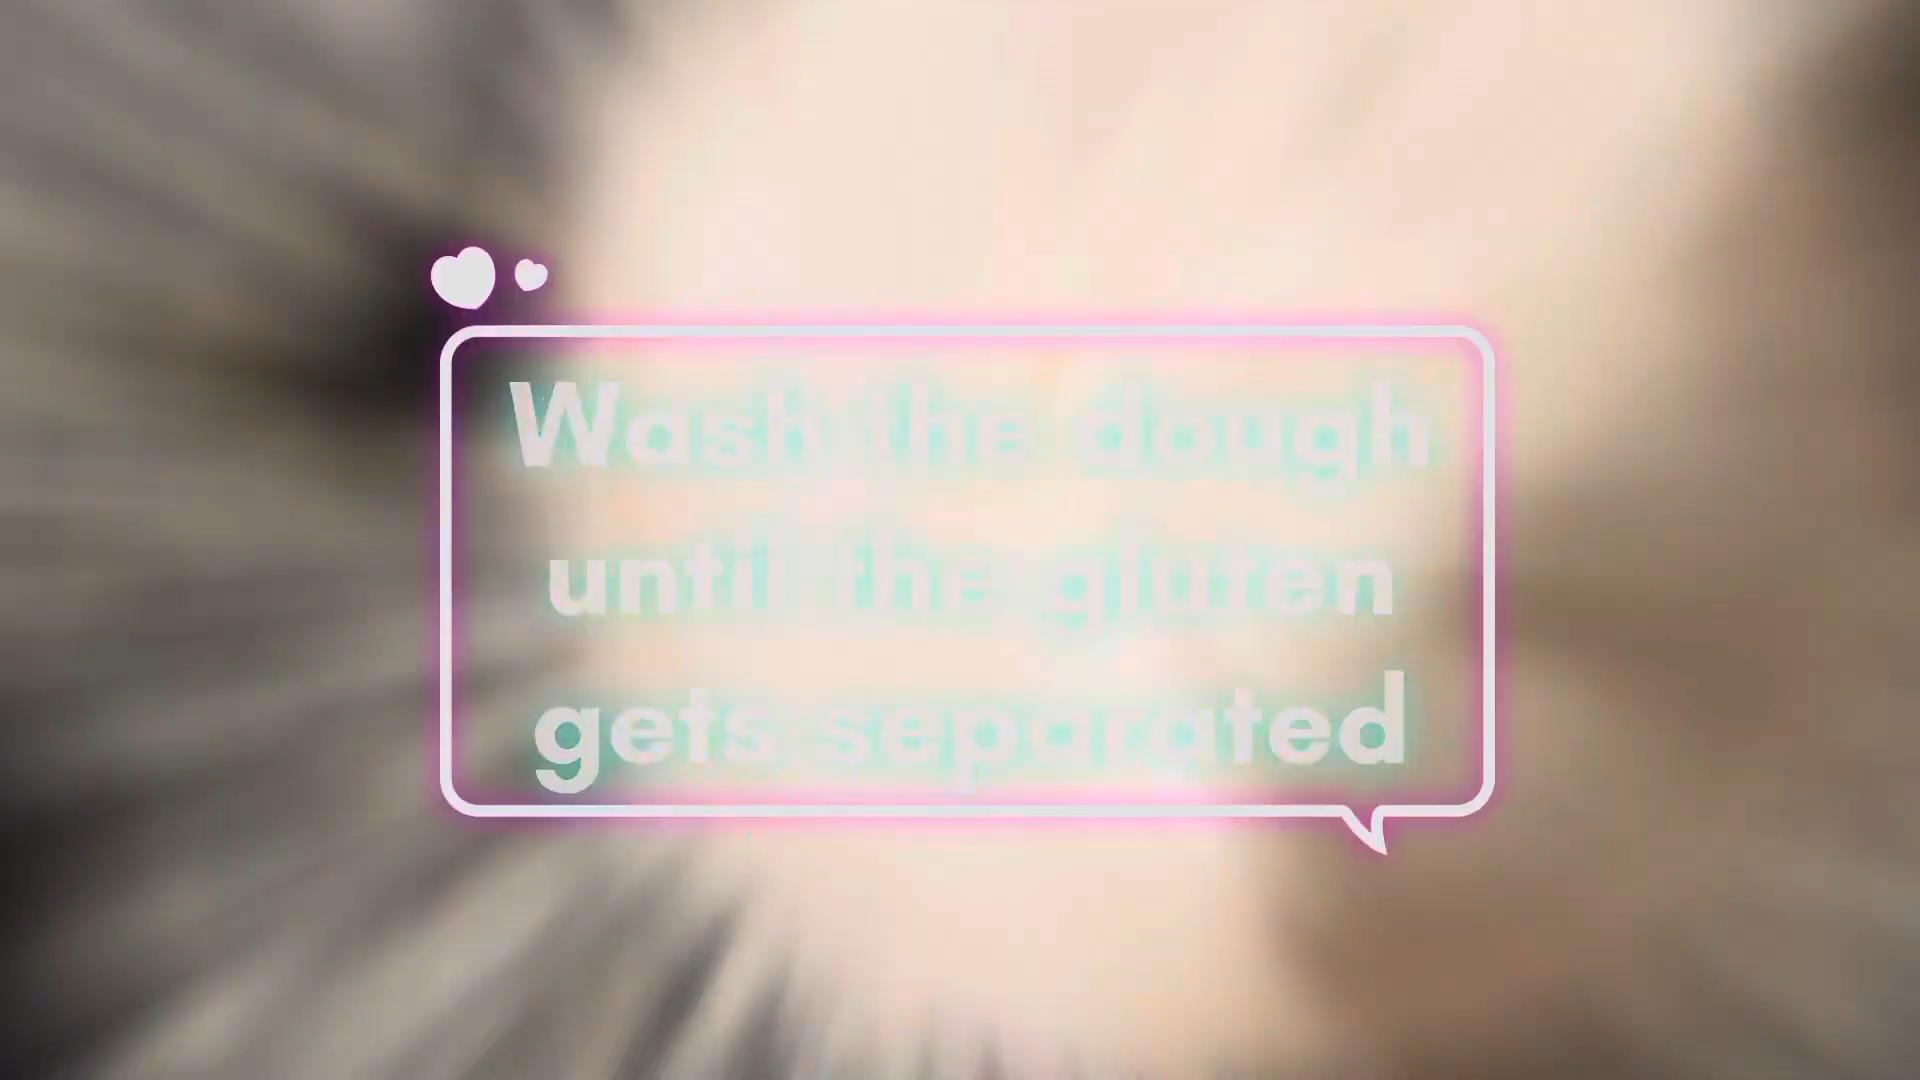 Wash the dough
until the gluten
gets separated